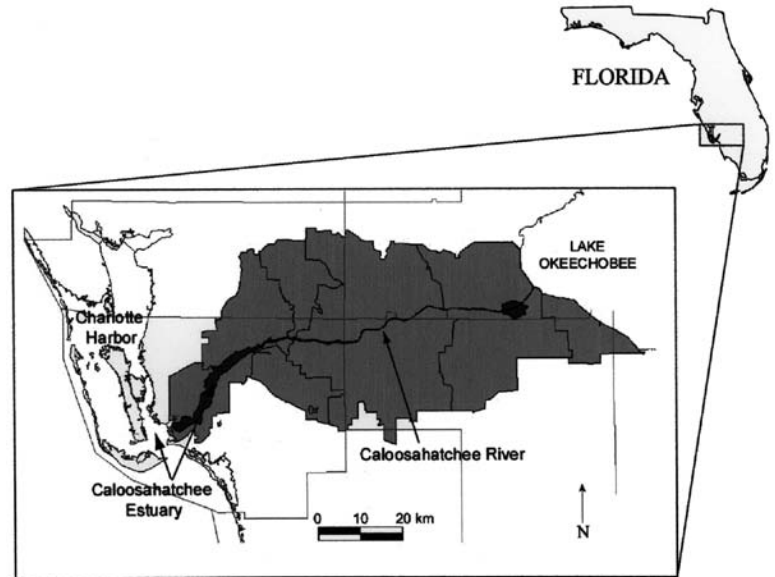 FLORIDA
LAKE
OKEECHOBEE
Charlotte
Harbor
Caloosahatchee River
Caloosahatchee
Estuary
0 10 20 km
N